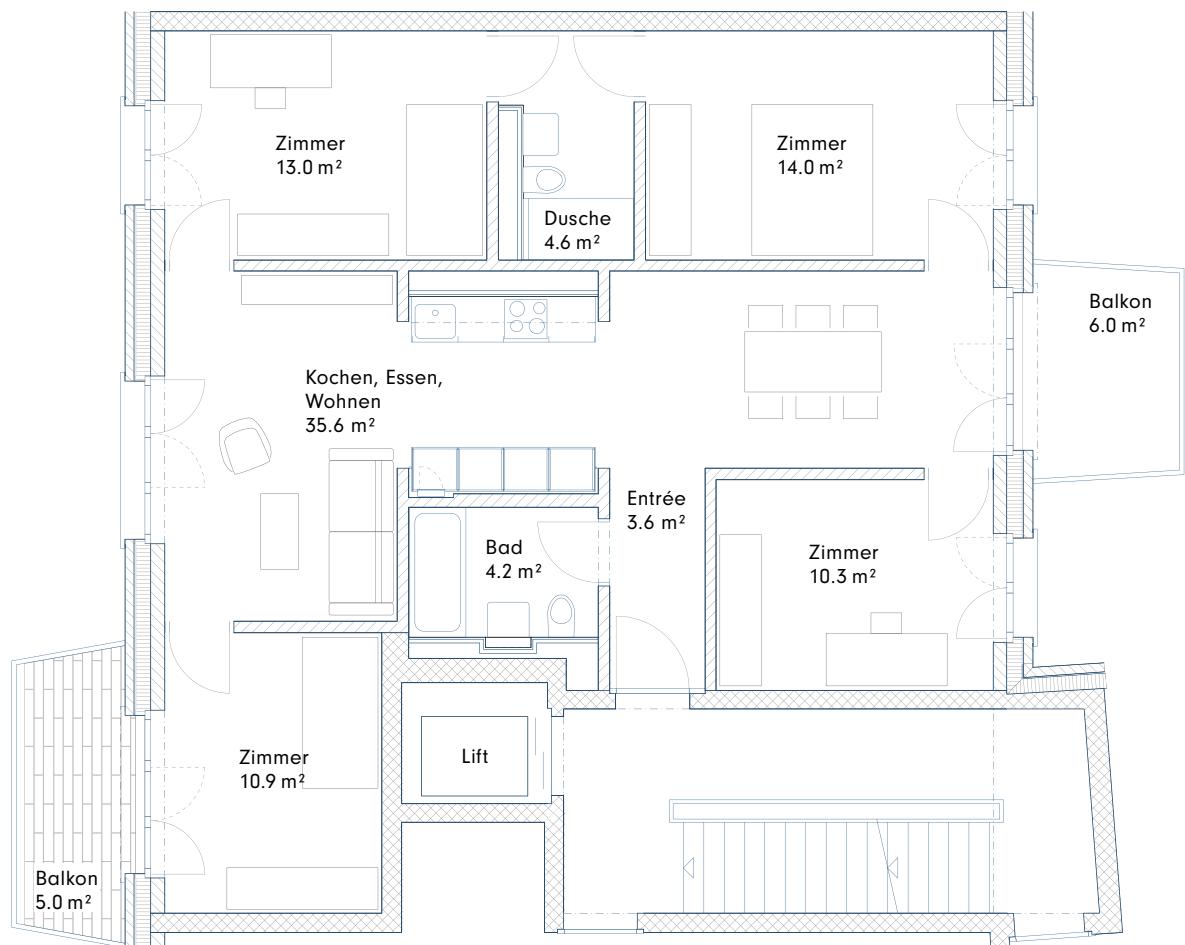 Zimmer
13.0 m²
Zimmer
14.0 m²
Dusche
4.6 m²
Balkon
6.0 m²
Kochen, Essen,
Wohnen
35.6 m²
Entrée
3.6 m²
Bad
4.2 m²
Zimmer
10.3 m²
Zimmer
10.9 m²
Lift
Balkon
5.0 m²